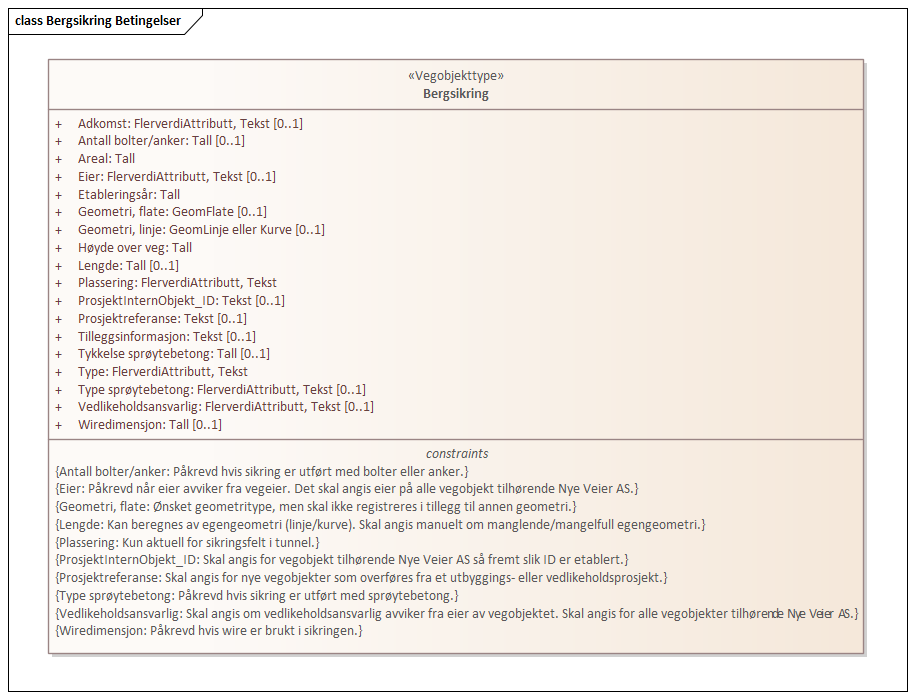 class Bergsikring Betingelser
«Vegobjekttype»
Bergsikring
+ Adkomst: FlerverdiAttributt, Tekst [0..1]
+ Antall bolter/anker: Tall [0..1]
+ Areal: Tall
+ Eier: FlerverdiAttributt, Tekst [0..1]
+ Etableringsår: Tall
+ Geometri, flate: GeomFlate [0..1]
+ Geometri, linje: GeomLinje eller Kurve [0..1]
+ Høyde over veg: Tall
+ Lengde: Tall [0..1]
+ Plassering: FlerverdiAttributt, Tekst
+ ProsjektInternObjekt_ID: Tekst [0..1]
+ Prosjektreferanse: Tekst [0..1]
+ Tilleggsinformasjon: Tekst [0..1]
+ Tykkelse sprøytebetong: Tall [0..1]
+ Type: FlerverdiAttributt, Tekst
+ Type sprøytebetong: FlerverdiAttributt, Tekst [0..1]
+ Vedlikeholdsansvarlig: FlerverdiAttributt, Tekst [0..1]
+ Wiredimensjon: Tall [0..1]
constraints
{Antall bolter/anker: Påkrevd hvis sikring er utført med bolter eller anker.}
{Eier: Påkrevd når eier avviker fra vegeier. Det skal angis eier på alle vegobjekt tilhørende Nye Veier AS.}
{Geometri, flate: Ønsket geometritype, men skal ikke registreres i tillegg til annen geometri.}
{Lengde: Kan beregnes av egengeometri (linje/kurve). Skal angis manuelt om manglende/mangelfull egengeometri.}
{Plassering: Kun aktuell for sikringsfelt i tunnel.}
{ProsjektInternObjekt_ID: Skal angis for vegobjekt tilhørende Nye Veier AS så fremt slik ID er etablert.}
{Prosjektreferanse: Skal angis for nye vegobjekter som overføres fra et utbyggings- eller vedlikeholdsprosjekt.}
{Type sprøytebetong: Påkrevd hvis sikring er utført med sprøytebetong.}
{Vedlikeholdsansvarlig: Skal angis om vedlikeholdsansvarlig avviker fra eier av vegobjektet. Skal angis for alle vegobjekter tilhørende Nye Veier AS.}
{Wiredimensjon: Påkrevd hvis wire er brukt i sikringen.}